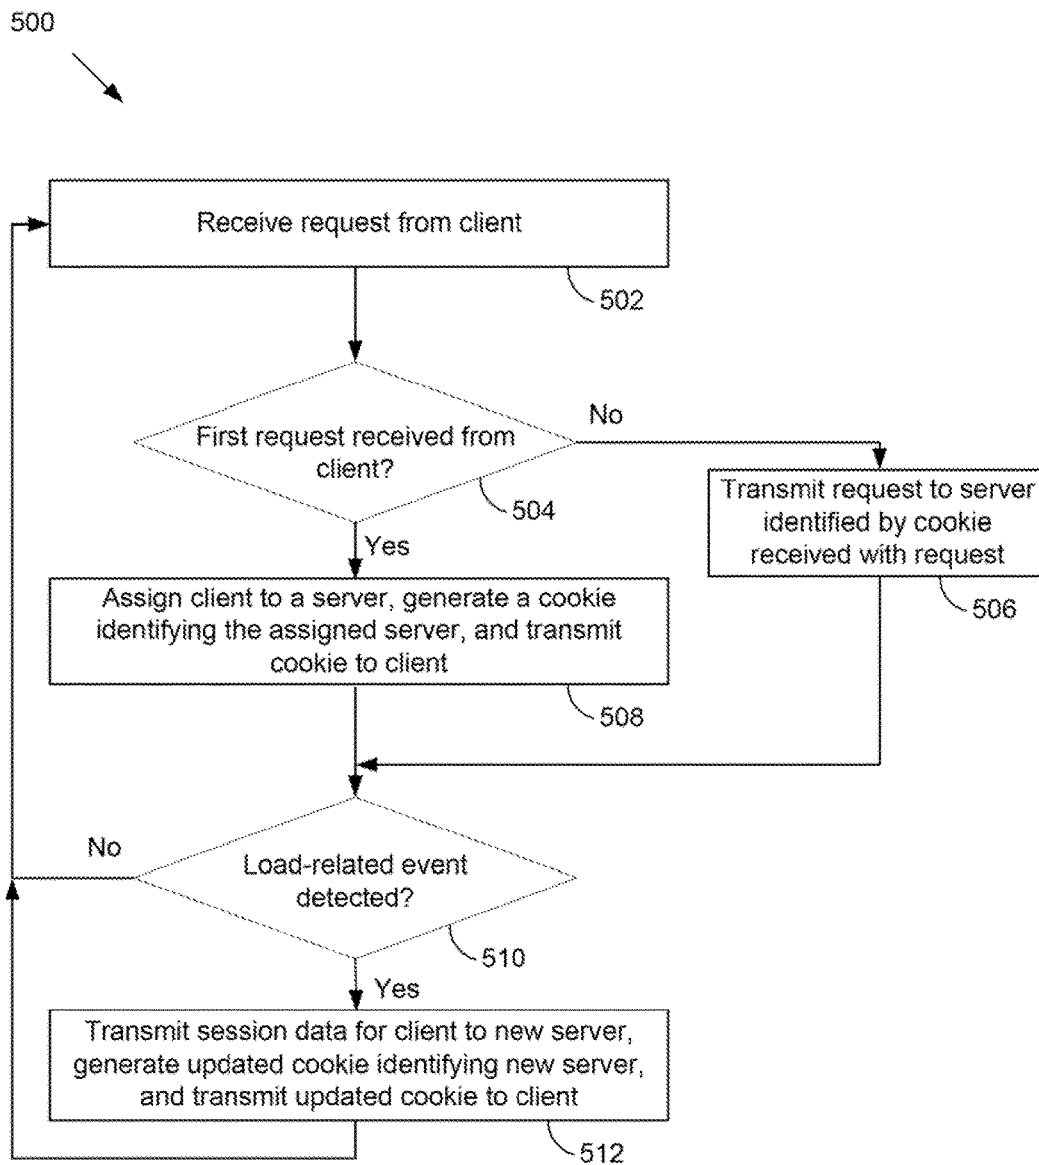 500
Receive request from client
502
First request received from
client?
504
No
Transmit request to server
identified by cookie
received with request
506
Yes
Assign client to a server, generate a cookie
identifying the assigned server, and transmit
cookie to client
508
No
Load-related event
detected?
510
Yes
Transmit session data for client to new server,
generate updated cookie identifying new server,
and transmit updated cookie to client
512